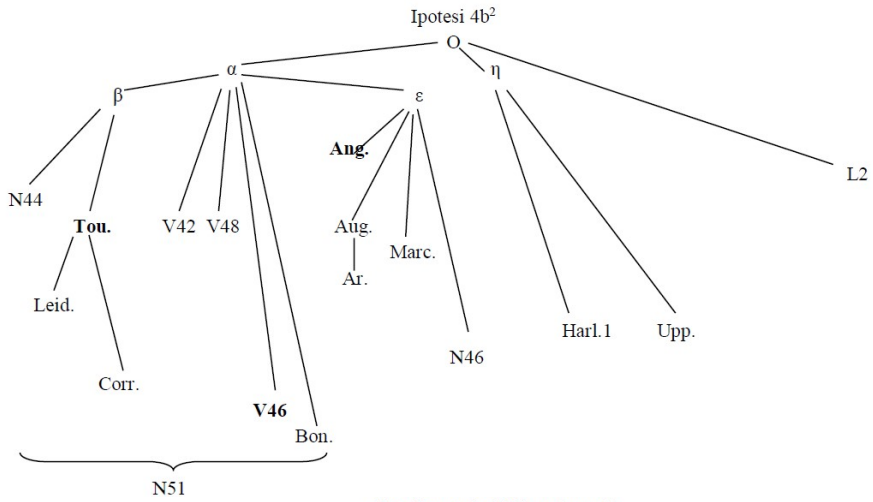 Ipotesi 4b²
O
α
η
β
ε
Ang.
L2
N44
Tou.
V42
V48
Aug.
Marc.
Ar.
Leid.
Harl.1
Upp.
N46
Corr.
V46
Bon.
N51